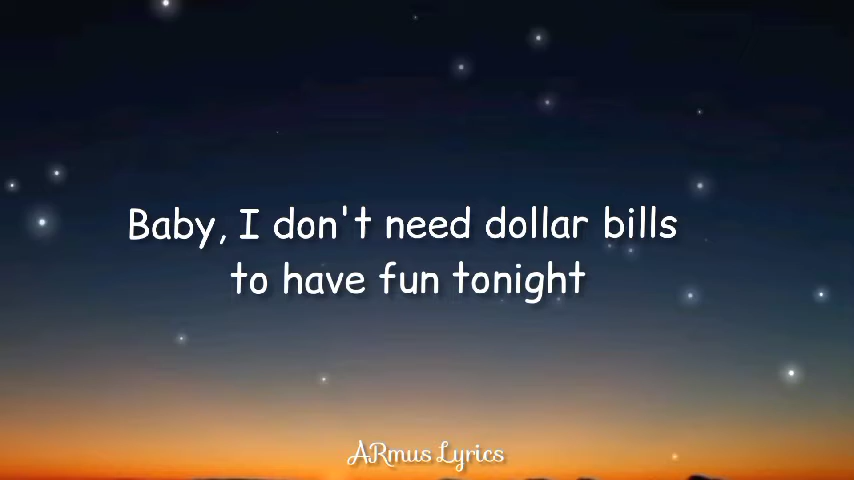 Baby, I don't need dollar bills
to have fun tonight
ARmus Lyrics